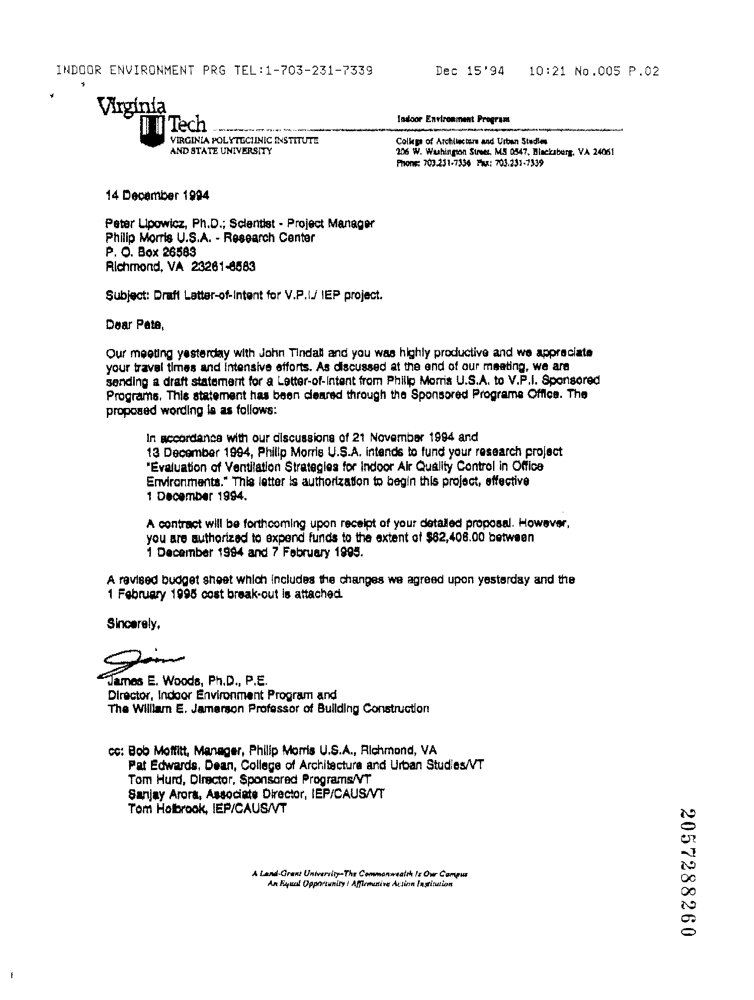 INDOOR ENVIRONMENT PRG TEL:1-703-231-7339 Dec 15'94 10:21 No.005 P.02
Virginia
Tech
VIRGINIA POLYTECHNIC INSTITUTE
AND STATE UNIVERSITY
Indoor Environment Program
College of Architecture and Urban Studies
206 W. Washington Street, MS 0547, Blacksburg, VA 24061
Phone: 703.231-7336 Fax: 703.231-7339
14 December 1994
Peter Lipowicz, Ph.D.; Scientist - Project Manager
Philip Morris U.S.A. - Research Center
P. O. Box 26583
Richmond, VA 23261-6583
Subject: Draft Letter-of-Intent for V.P.I./ IEP project.
Dear Pete,
Our meeting yesterday with John Tindall and you was highly productive and we appreciate
your travel times and intensive efforts. As discussed at the end of our meeting, we are
sending a draft statement for a Letter-of-Intent from Philip Morris U.S.A. to V.P.I. Sponsored
Programs. This statement has been cleared through the Sponsored Programs Office. The
proposed wording is as follows:
In accordance with our discussions of 21 November 1994 and
13 December 1994, Philip Morris U.S.A. intends to fund your research project
"Evaluation of Ventilation Strategies for Indoor Air Quality Control in Office
Environments." This letter is authorization to begin this project, effective
1 December 1994.
A contract will be forthcoming upon receipt of your detailed proposal. However,
you are authorized to expend funds to the extent of $62,406.00 between
1 December 1994 and 7 February 1995.
A revised budget sheet which includes the changes we agreed upon yesterday and the
1 February 1995 cost break-out is attached.
Sincerely,
Jim
James E. Woods, Ph.D., P.E.
Director, Indoor Environment Program and
The William E. Jamerson Professor of Building Construction
cc: Bob Moffitt, Manager, Philip Morris U.S.A., Richmond, VA
Pat Edwards, Dean, College of Architecture and Urban Studies/VT
Tom Hurd, Director, Sponsored Programs/VT
Sanjay Arora, Associate Director, IEP/CAUS/VT
Tom Holbrook, IEP/CAUS/VT
A Land-Grant University-The Commonwealth Is Our Campus
An Equal Opportunity / Affirmative Action Institution
2057288260